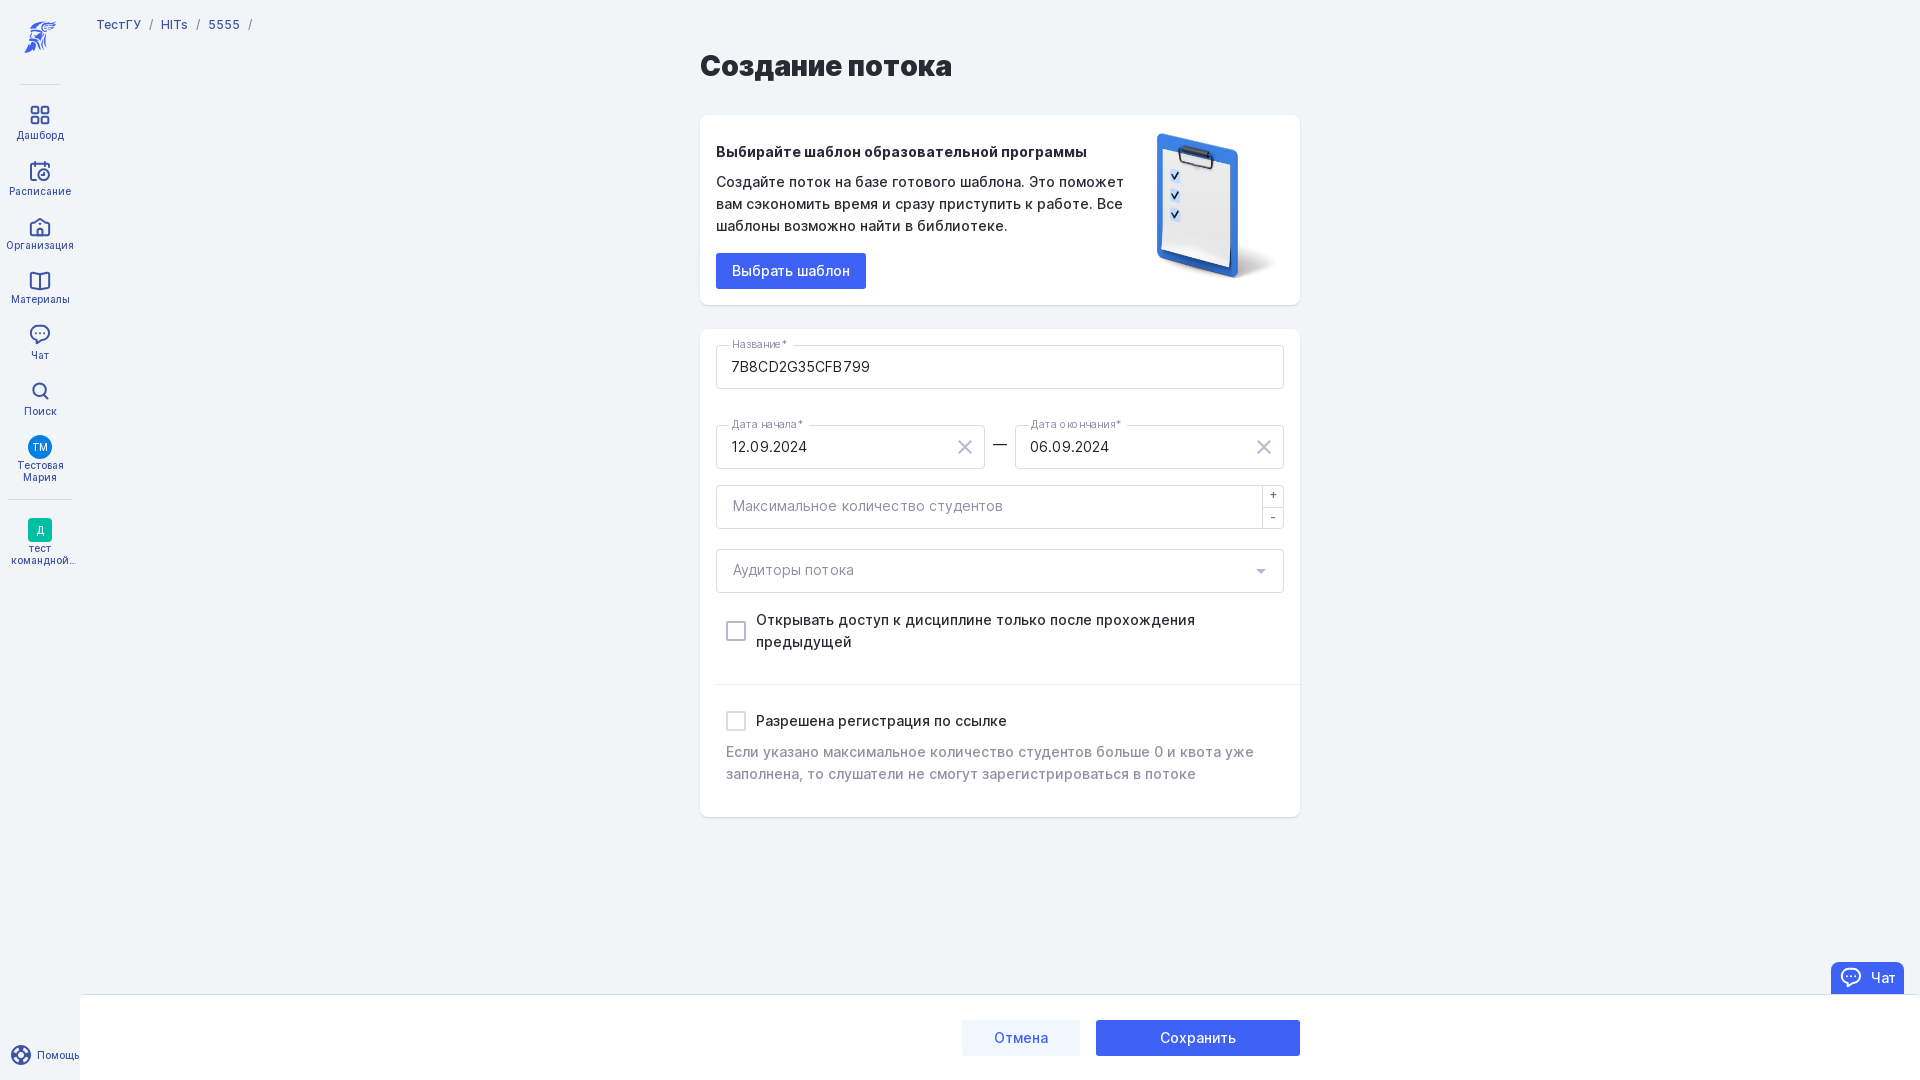 ТестГУ / HITs / 5555 /
Создание потока
Дашборд
Расписание
Организация
Материалы
Чат
Поиск
ТМ
Тестовая
Мария
Д
тест
командной...
Помощь
Выбирайте шаблон образовательной программы
Создайте поток на базе готового шаблона. Это поможет
вам сэкономить время и сразу приступить к работе. Все
шаблоны возможно найти в библиотеке.
Выбрать шаблон
Название*
7B8CD2G35CFB799
Дата начала*
12.09.2024
—
Дата окончания*
06.09.2024
Максимальное количество студентов
+
-
Аудиторы потока
Открывать доступ к дисциплине только после прохождения
предыдущей
Разрешена регистрация по ссылке
Если указано максимальное количество студентов больше 0 и квота уже
заполнена, то слушатели не смогут зарегистрироваться в потоке
Чат
Отмена
Сохранить